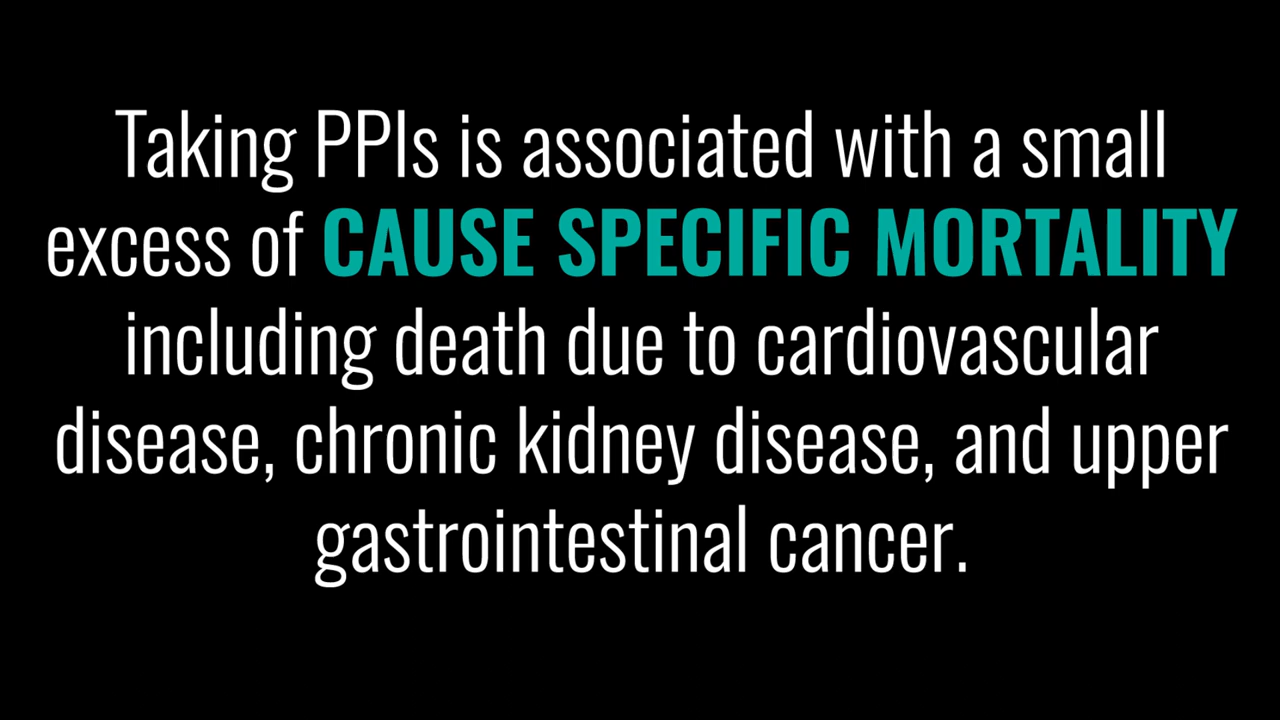 Taking PPIs is associated with a small
excess of CAUSE SPECIFIC MORTALITY
including death due to cardiovascular
disease, chronic kidney disease, and upper
gastrointestinal cancer.